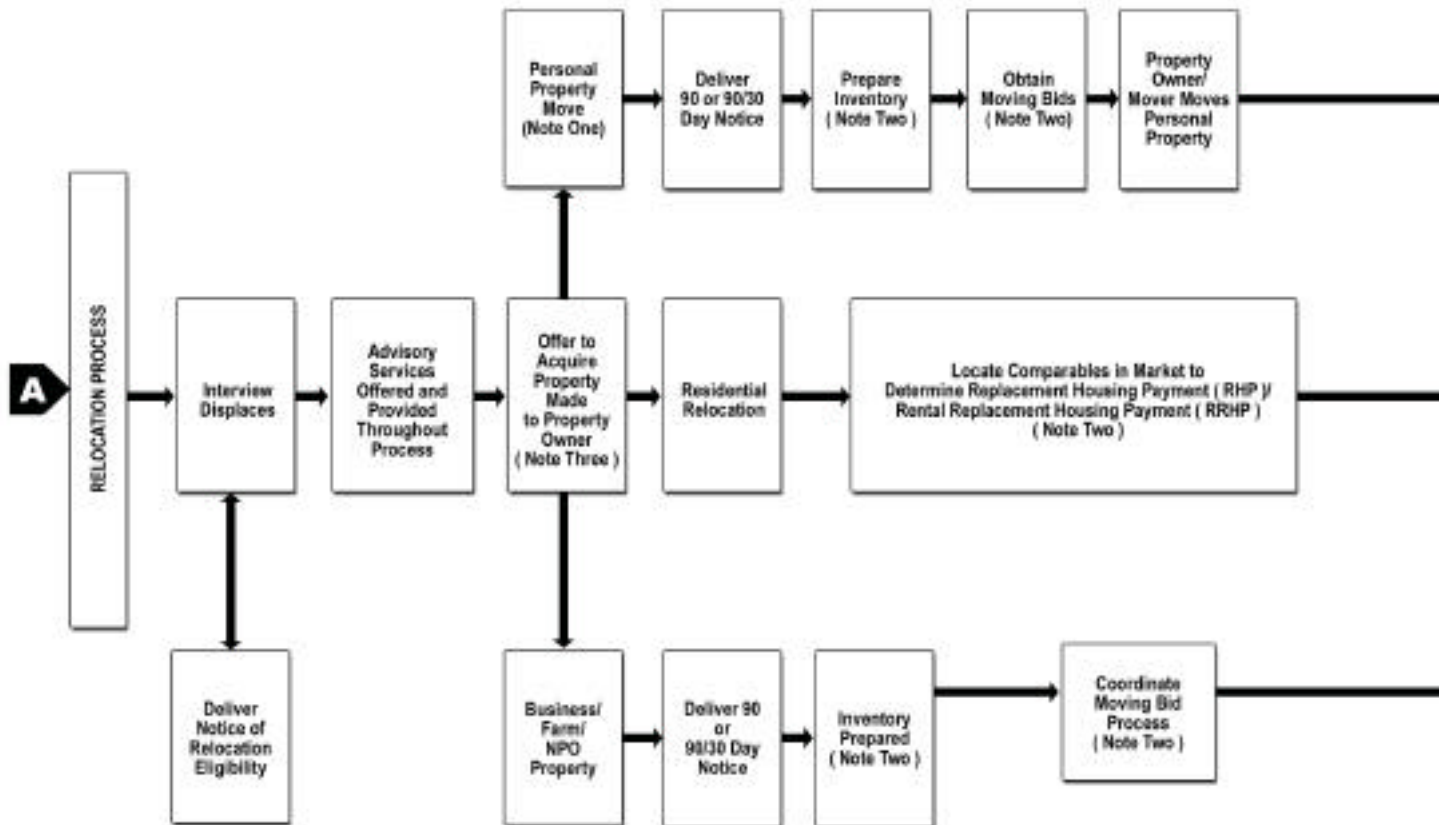 Personal
Property
Move
(Note One)
Deliver
90 or 90/30
Day Notice
Prepare
Inventory
( Note Two )
Obtain
Moving Bids
( Note Two)
Property
Owner/
Mover Moves
Personal
Property
A
RELOCATION PROCESS
Interview
Displaces
Advisory
Services
Offered and
Provided
Throughout
Process
Offer to
Acquire
Property
Made
to Property
Owner
( Note Three )
Residential
Relocation
Locate Comparables in Market to
Determine Replacement Housing Payment ( RHP )/
Rental Replacement Housing Payment ( RRHP )
( Note Two )
Deliver
Notice of
Relocation
Eligibility
Business/
Farm/
NPO
Property
Deliver 90
or
90/30 Day
Notice
Inventory
Prepared
( Note Two )
Coordinate
Moving Bid
Process
( Note Two )